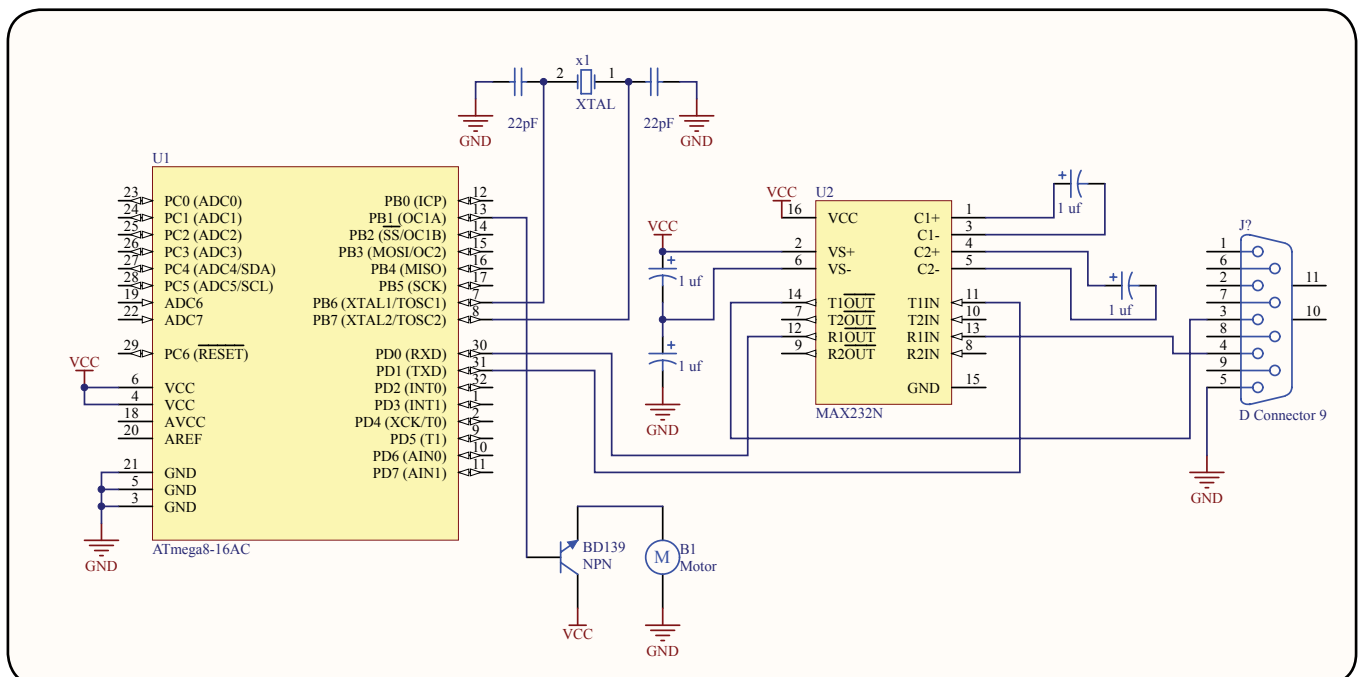 x1
2
1
XTAL
22pF
22pF
GND
GND
U1
23 PC0 (ADC0)
24 PC1 (ADC1)
25 PC2 (ADC2)
26 PC3 (ADC3)
27 PC4 (ADC4/SDA)
28 PC5 (ADC5/SCL)
19 ADC6
22 ADC7
29 PC6 (RESET)
VCC
6 VCC
4 VCC
18 AVCC
20 AREF
21 GND
5 GND
3 GND
GND
ATmega8-16AC
PB0 (ICP) 12
PB1 (OC1A) 13
PB2 (SS/OC1B) 14
PB3 (MOSI/OC2) 15
PB4 (MISO) 16
PB5 (SCK) 17
PB6 (XTAL1/TOSC1) 7
PB7 (XTAL2/TOSC2) 8
PD0 (RXD) 30
PD1 (TXD) 31
PD2 (INT0) 32
PD3 (INT1) 1
PD4 (XCK/T0) 2
PD5 (T1) 9
PD6 (AIN0) 10
PD7 (AIN1) 11
BD139
NPN
VCC
M
B1
Motor
GND
VCC
+
1 uf
+
1 uf
GND
U2
VCC
16 VCC
2 VS+
6 VS-
14 T1OUT
7 T2OUT
12 R1OUT
9 R2OUT
C1+ 1
C1- 3
C2+ 4
C2- 5
T1IN 11
T2IN 10
R1IN 13
R2IN 8
GND 15
MAX232N
+
1 uf
+
1 uf
J?
1
6
2
7
3
8
4
9
5
11
10
D Connector 9
GND